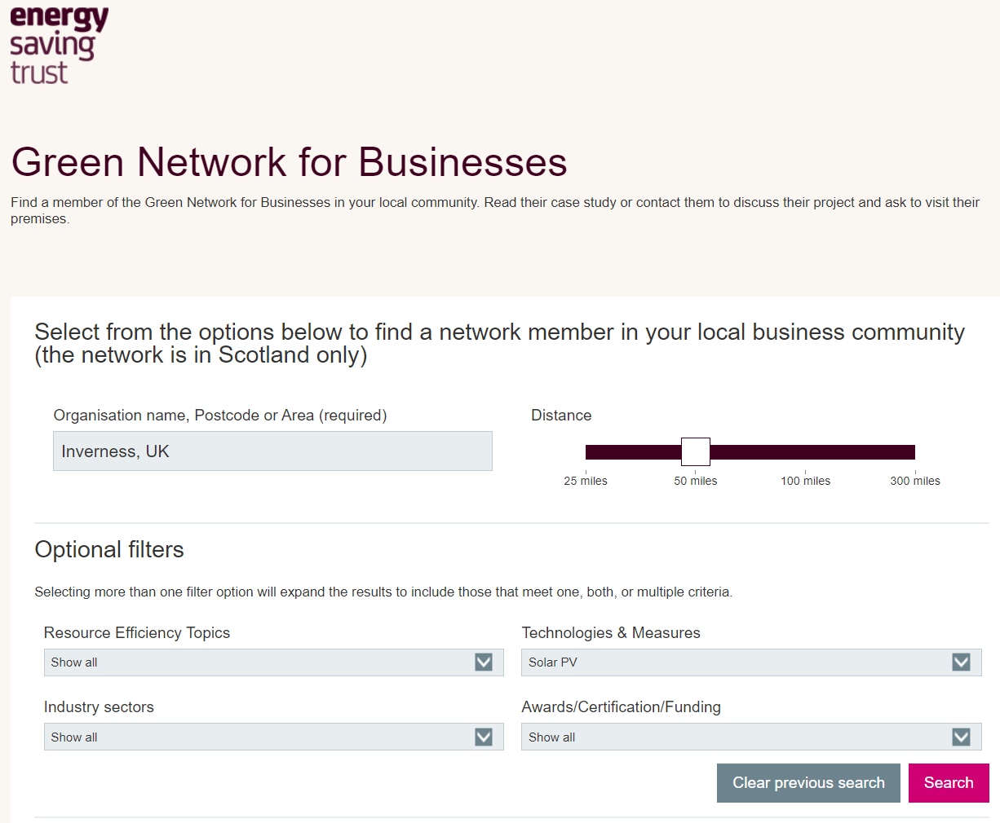 energy
saving
trust
Green Network for Businesses
Find a member of the Green Network for Businesses in your local community. Read their case study or contact them to discuss their project and ask to visit their
premises.
Select from the options below to find a network member in your local business community
(the network is in Scotland only)
Organisation name, Postcode or Area (required)
Distance
Inverness, UK
25 miles
50 miles
100 miles
300 miles
Optional filters
Selecting more than one filter option will expand the results to include those that meet one, both, or multiple criteria.
Resource Efficiency Topics
Technologies & Measures
Show all
Solar PV
Industry sectors
Awards/Certification/Funding
Show all
Show all
Clear previous search
Search